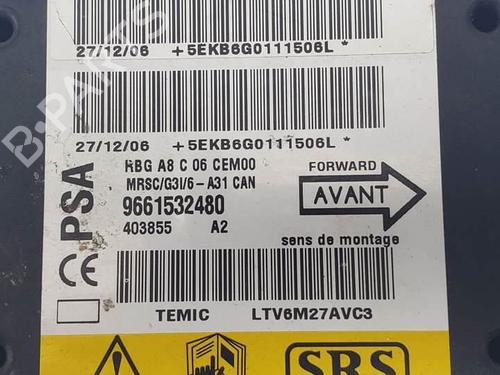 27/12/06 +5EKB6G0111506L*
27/12/06 +5EKB6G0111506L*
PSA
RBG A8 C 06 CEM00
MRSC/G3I/6-A31 CAN
9661532480
403855 A2
FORWARD
AVANT
sens de montage
CE
TEMIC LTV6M27AVC3
SRS
B-PARTS